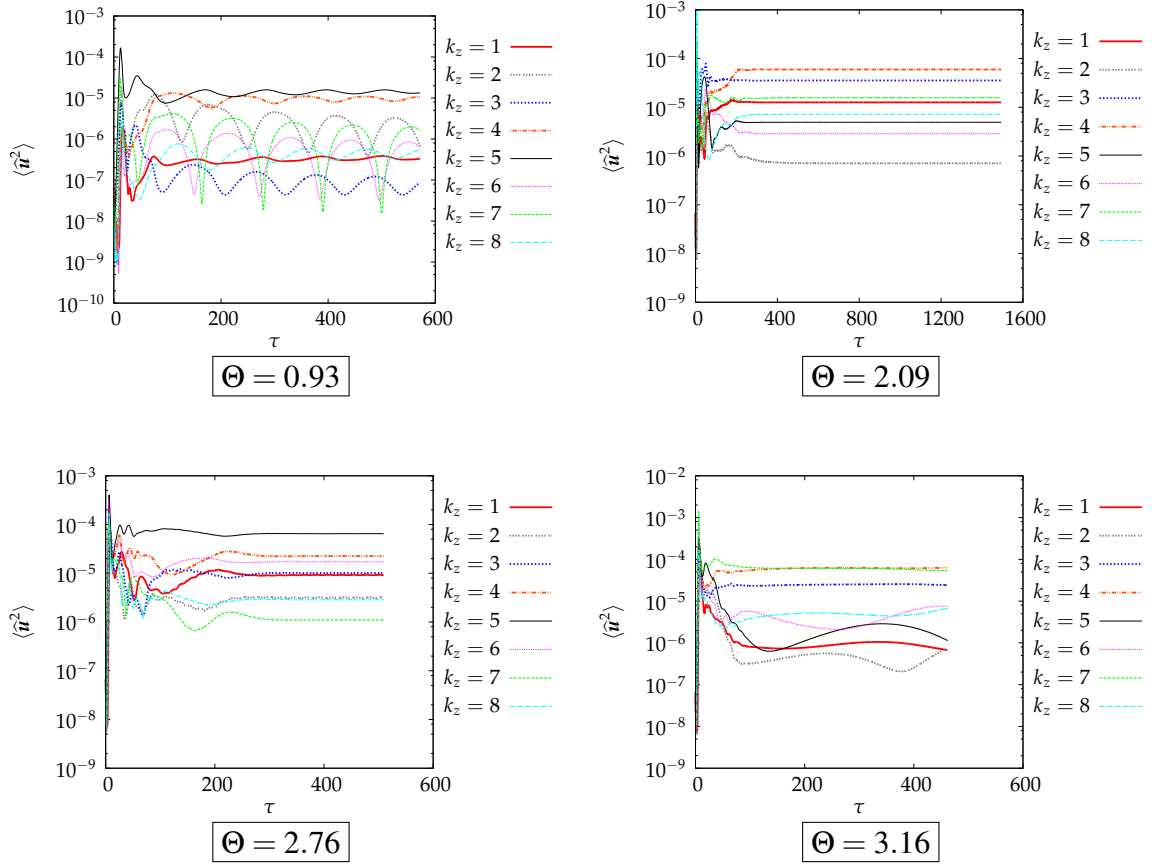 10⁻³
10⁻⁴
10⁻⁵
10⁻⁶
10⁻⁷
10⁻⁸
10⁻⁹
10⁻¹⁰
⟨û²⟩
0 200 400 600
τ
k_z = 1
k_z = 2
k_z = 3
k_z = 4
k_z = 5
k_z = 6
k_z = 7
k_z = 8
Θ = 0.93
10⁻³
10⁻⁴
10⁻⁵
10⁻⁶
10⁻⁷
10⁻⁸
10⁻⁹
⟨û²⟩
0 400 800 1200 1600
τ
k_z = 1
k_z = 2
k_z = 3
k_z = 4
k_z = 5
k_z = 6
k_z = 7
k_z = 8
Θ = 2.09
10⁻³
10⁻⁴
10⁻⁵
10⁻⁶
10⁻⁷
10⁻⁸
10⁻⁹
⟨û²⟩
0 200 400 600
τ
k_z = 1
k_z = 2
k_z = 3
k_z = 4
k_z = 5
k_z = 6
k_z = 7
k_z = 8
Θ = 2.76
10⁻²
10⁻³
10⁻⁴
10⁻⁵
10⁻⁶
10⁻⁷
10⁻⁸
10⁻⁹
⟨û²⟩
0 200 400 600
τ
k_z = 1
k_z = 2
k_z = 3
k_z = 4
k_z = 5
k_z = 6
k_z = 7
k_z = 8
Θ = 3.16